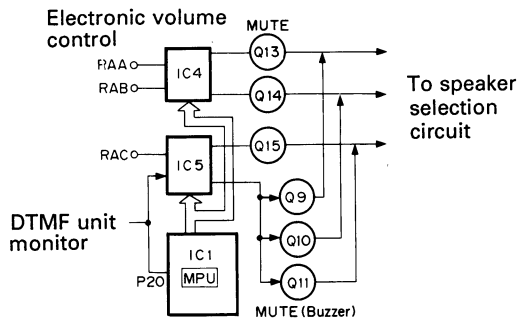 Electronic volume
control
MUTE
RAA
RAB
IC4
Q13
Q14
To speaker
selection
circuit
RAC
IC5
Q15
Q9
DTMF unit
monitor
Q10
IC1
MPU
P20
Q11
MUTE (Buzzer)